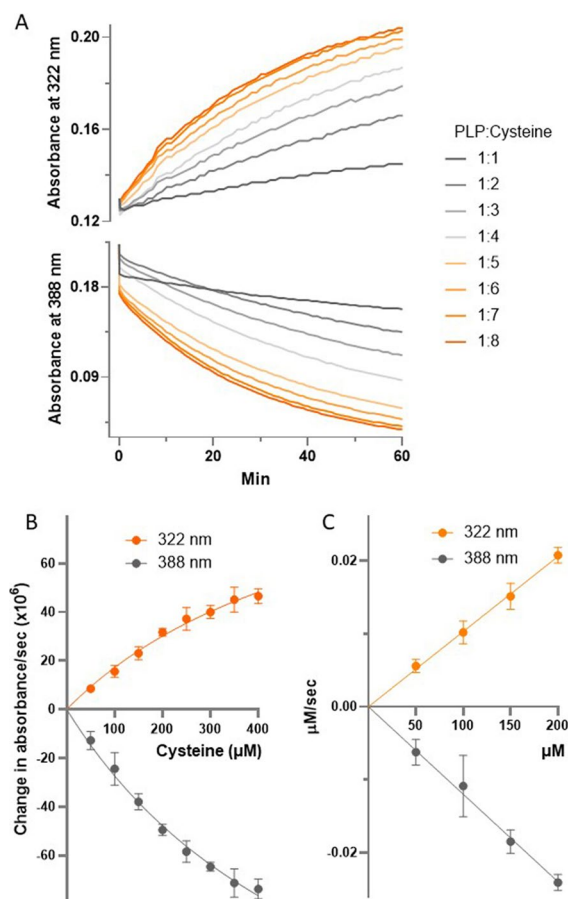 A
Absorbance at 322 nm
0.20
0.16
0.12
Absorbance at 388 nm
0.18
0.09
0
20
40
60
Min
PLP:Cysteine
1:1
1:2
1:3
1:4
1:5
1:6
1:7
1:8
B
322 nm
388 nm
Change in absorbance/sec (x10⁶)
60
40
20
0
-20
-40
-60
100
200
300
400
Cysteine (μM)
C
322 nm
388 nm
μM/sec
0.02
0.00
-0.02
50
100
150
200
μM